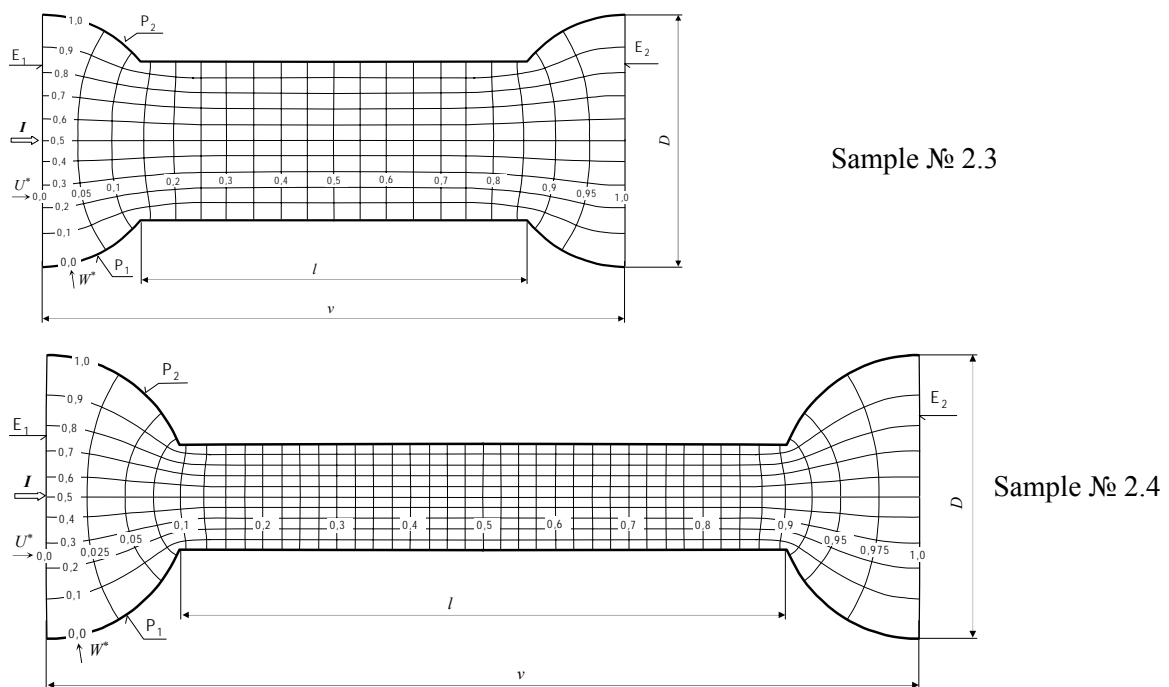 1,0
P2
E1
E2
0,9
0,8
0,7
0,6
I
0,5
D
0,4
Sample № 2.3
0,3
U*
0,0 0,05 0,1 0,2 0,3 0,4 0,5 0,6 0,7 0,8 0,9 0,95 1,0
0,2
0,1
0,0
P1
W*
l
v
1,0
P2
0,9
E1
E2
0,8
0,7
0,6
I
0,5
D
Sample № 2.4
0,4
0,3
U*
0,0 0,025 0,05 0,1 0,2 0,3 0,4 0,5 0,6 0,7 0,8 0,9 0,95 0,975 1,0
0,2
0,1
0,0
P1
W*
l
v